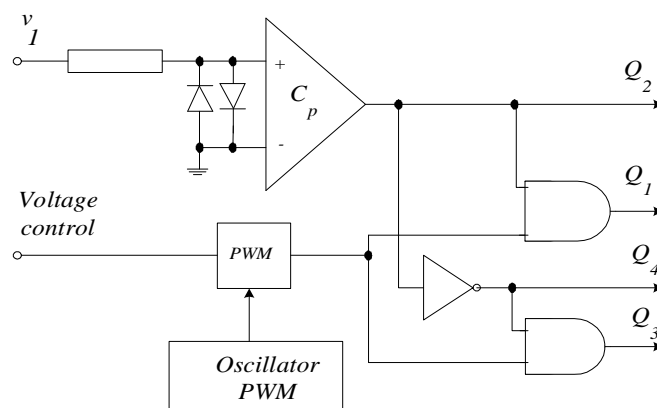 v
1
+
C
p
-
Q
2
Q
1
Voltage
control
PWM
Q
4
Q
3
Oscillator
PWM